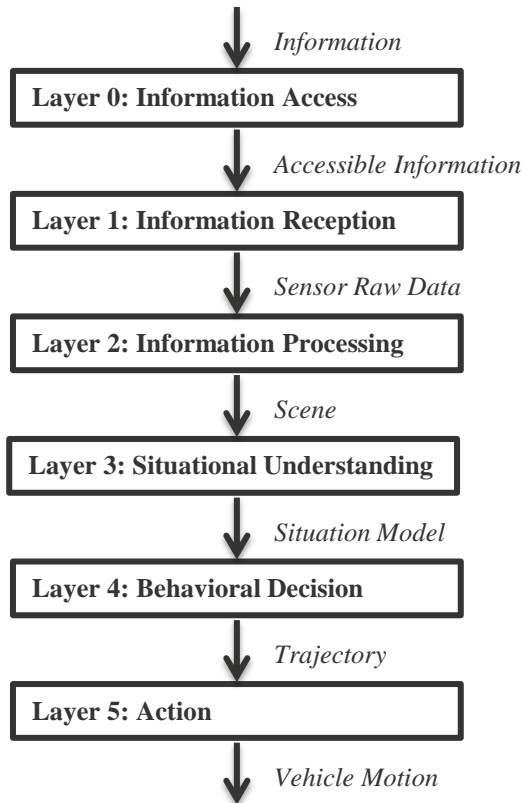 Information
Layer 0: Information Access
Accessible Information
Layer 1: Information Reception
Sensor Raw Data
Layer 2: Information Processing
Scene
Layer 3: Situational Understanding
Situation Model
Layer 4: Behavioral Decision
Trajectory
Layer 5: Action
Vehicle Motion